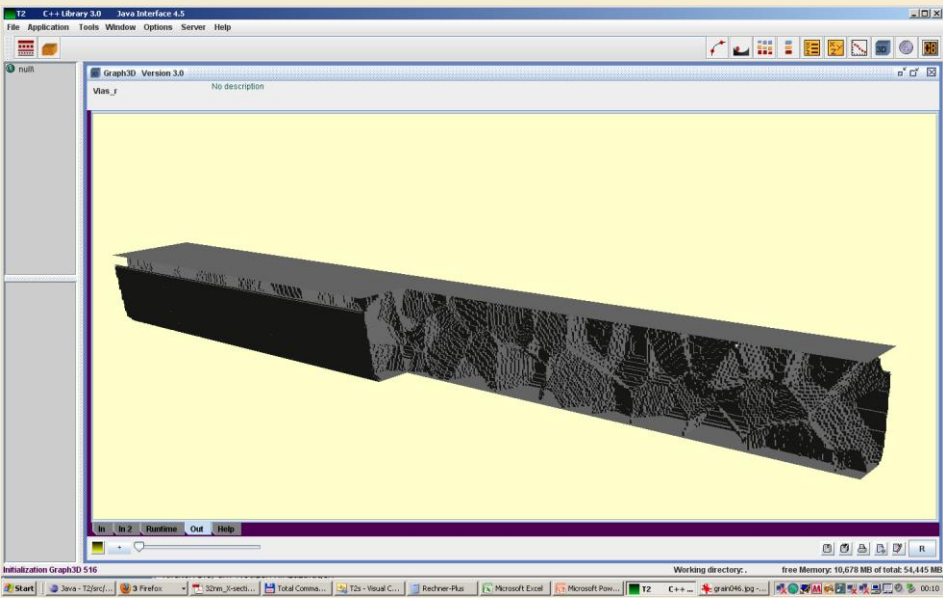 T2 C++ Library 3.0 Java Interface 4.5
File Application Tools Window Options Server Help
null\
Graph3D Version 3.0
Vias_r No description
In In 2 Runtime Out Help
+
R
Initialization Graph3D 516 Working directory: . free Memory: 10,678 MB of total: 54,445 MB
Start Java - T2/src/... 3 Firefox 32nm_X-secti... Total Comma... T2s - Visual C... Rechner-Plus Microsoft Excel Microsoft Pow... T2 C++ ... grain046.jpg -... 00:10